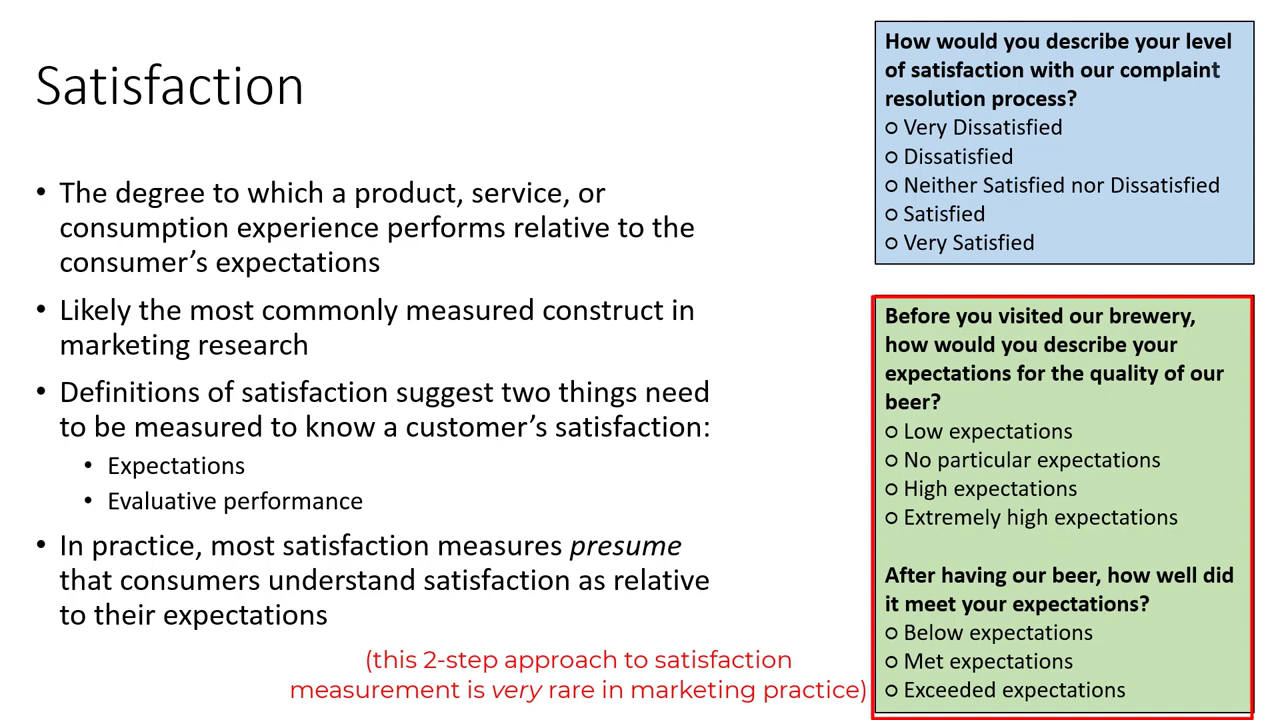 Satisfaction
• The degree to which a product, service, or
consumption experience performs relative to the
consumer’s expectations
• Likely the most commonly measured construct in
marketing research
• Definitions of satisfaction suggest two things need
to be measured to know a customer’s satisfaction:
• Expectations
• Evaluative performance
• In practice, most satisfaction measures presume
that consumers understand satisfaction as relative
to their expectations
(this 2-step approach to satisfaction
measurement is very rare in marketing practice)
How would you describe your level
of satisfaction with our complaint
resolution process?
○ Very Dissatisfied
○ Dissatisfied
○ Neither Satisfied nor Dissatisfied
○ Satisfied
○ Very Satisfied
Before you visited our brewery,
how would you describe your
expectations for the quality of our
beer?
○ Low expectations
○ No particular expectations
○ High expectations
○ Extremely high expectations
After having our beer, how well did
it meet your expectations?
○ Below expectations
○ Met expectations
○ Exceeded expectations